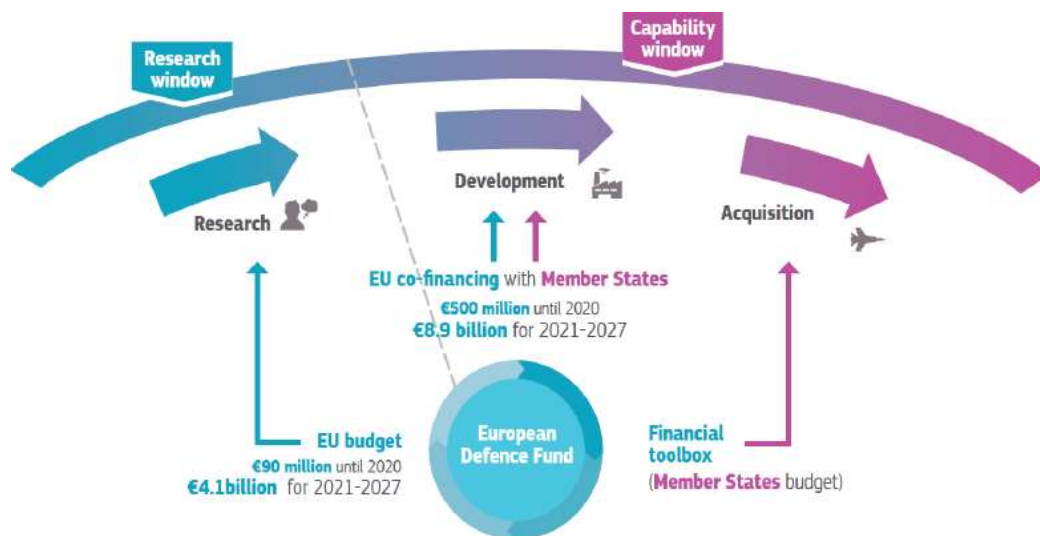 Research
window
Capability
window
Research
Development
Acquisition
EU co-financing with Member States
€500 million until 2020
€8.9 billion for 2021-2027
European
Defence Fund
EU budget
€90 million until 2020
€4.1billion for 2021-2027
Financial
toolbox
(Member States budget)